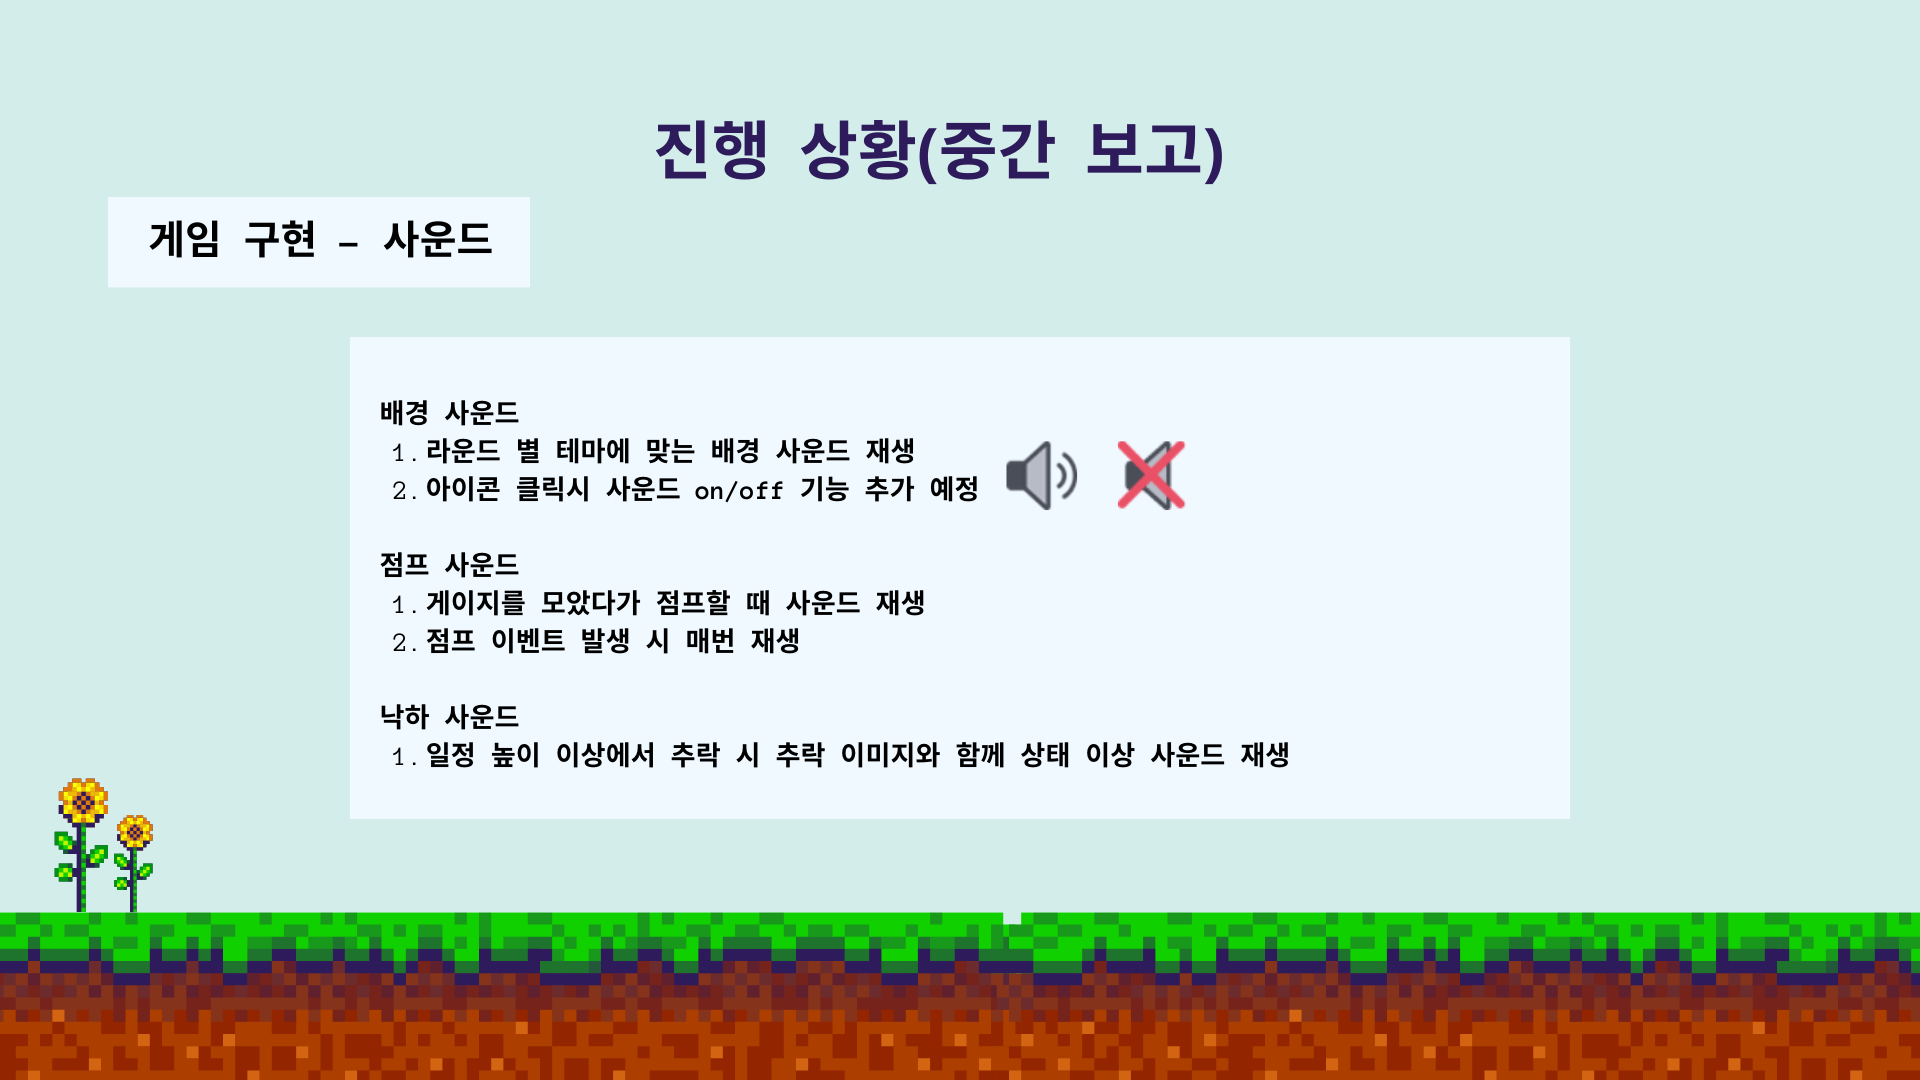 진행 상황(중간 보고)
게임 구현 – 사운드
배경 사운드
1. 라운드 별 테마에 맞는 배경 사운드 재생
2. 아이콘 클릭시 사운드 on/off 기능 추가 예정
점프 사운드
1. 게이지를 모았다가 점프할 때 사운드 재생
2. 점프 이벤트 발생 시 매번 재생
낙하 사운드
1. 일정 높이 이상에서 추락 시 추락 이미지와 함께 상태 이상 사운드 재생